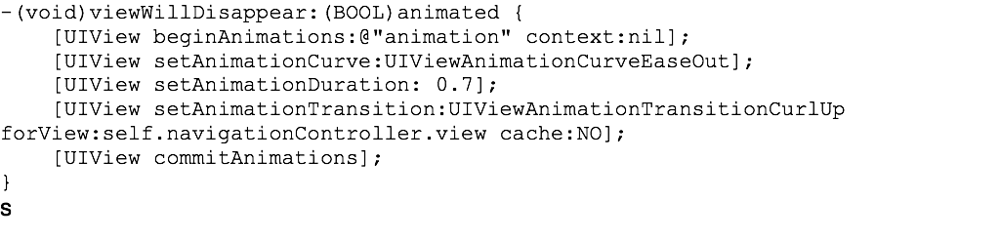 -(void)viewWillDisappear:(BOOL)animated {
    [UIView beginAnimations:@"animation" context:nil];
    [UIView setAnimationCurve:UIViewAnimationCurveEaseOut];
    [UIView setAnimationDuration: 0.7];
    [UIView setAnimationTransition:UIViewAnimationTransitionCurlUp
forView:self.navigationController.view cache:NO];
    [UIView commitAnimations];
}
S